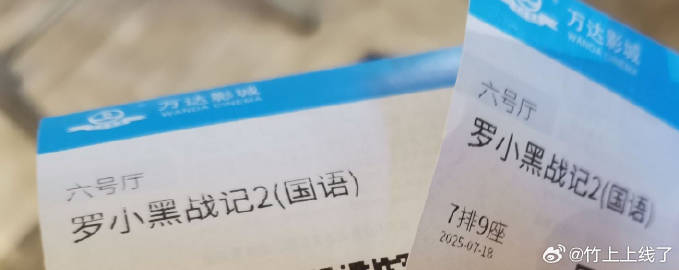 万达影城
WANDA CINEMA
六号厅
罗小黑战记2(国语)
万达影城
WANDA CINEMA
六号厅
罗小黑战记2(国语)
7排9座
2025-07-18
@竹上上线了